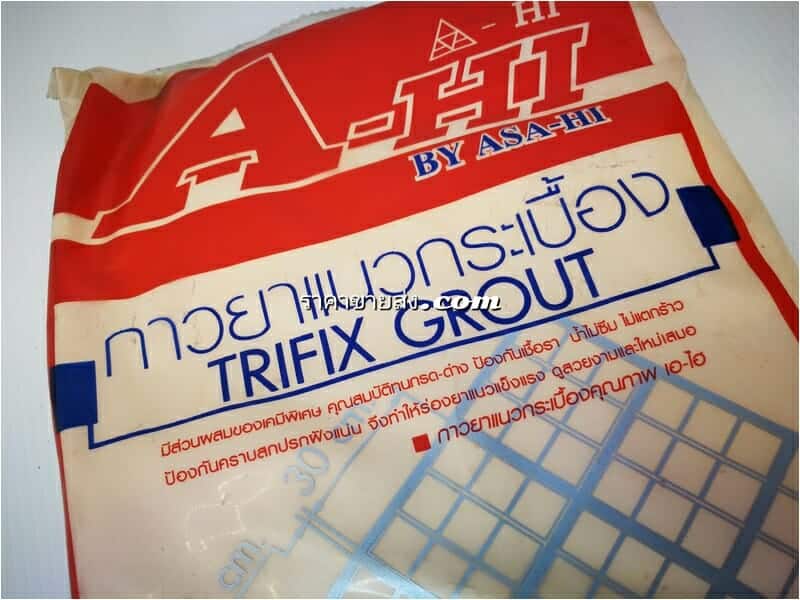 - HI
A-HI
BY ASA-HI
กาวยาแนวกระเบื้อง
ราคาขายส่ง.com
TRIFIX GROUT
มีส่วนผสมของเคมีพิเศษ คุณสมบัติทนกรด-ด่าง ป้องกันเชื้อรา น้ำไม่ซึม ไม่แตกร้าว
ป้องกันคราบสกปรกฝังแน่น จึงทำให้ร่องยาแนวแข็งแรง ดูสวยงามและใหม่เสมอ
กาวยาแนวกระเบื้องคุณภาพ เอ-ไฮ
30 cm.
cm.